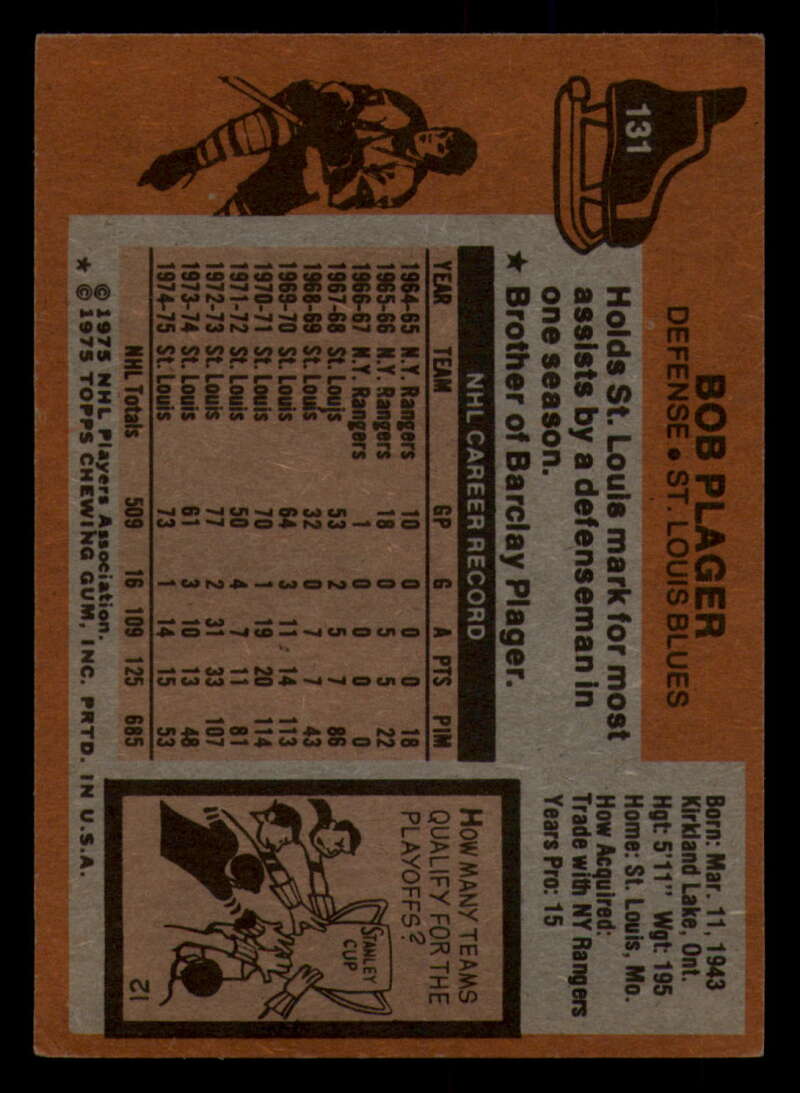 131
BOB PLAGER
DEFENSE • ST. LOUIS BLUES
Holds St. Louis mark for most
assists by a defenseman in
one season.
★ Brother of Barclay Plager.
Born: Mar. 11, 1943
Kirkland Lake, Ont.
Hgt: 5'11" Wgt: 195
Home: St. Louis, Mo.
How Acquired:
Trade with NY Rangers
Years Pro: 15
NHL CAREER RECORD
YEAR TEAM GP G A PTS PIM
1964-65 N.Y. Rangers 10 0 0 0 18
1965-66 N.Y. Rangers 18 0 5 5 22
1966-67 N.Y. Rangers 1 0 0 0 0
1967-68 St. Louis 53 2 5 7 86
1968-69 St. Louis 32 0 7 7 43
1969-70 St. Louis 64 3 11 14 113
1970-71 St. Louis 70 1 19 20 114
1971-72 St. Louis 50 4 7 11 81
1972-73 St. Louis 77 2 31 33 107
1973-74 St. Louis 61 3 10 13 48
1974-75 St. Louis 73 1 14 15 53
NHL Totals 509 16 109 125 685
HOW MANY TEAMS
QUALIFY FOR THE
PLAYOFFS?
STANLEY
CUP
12
© 1975 NHL Players Association.
★ © 1975 TOPPS CHEWING GUM, INC. PRTD. IN U.S.A.